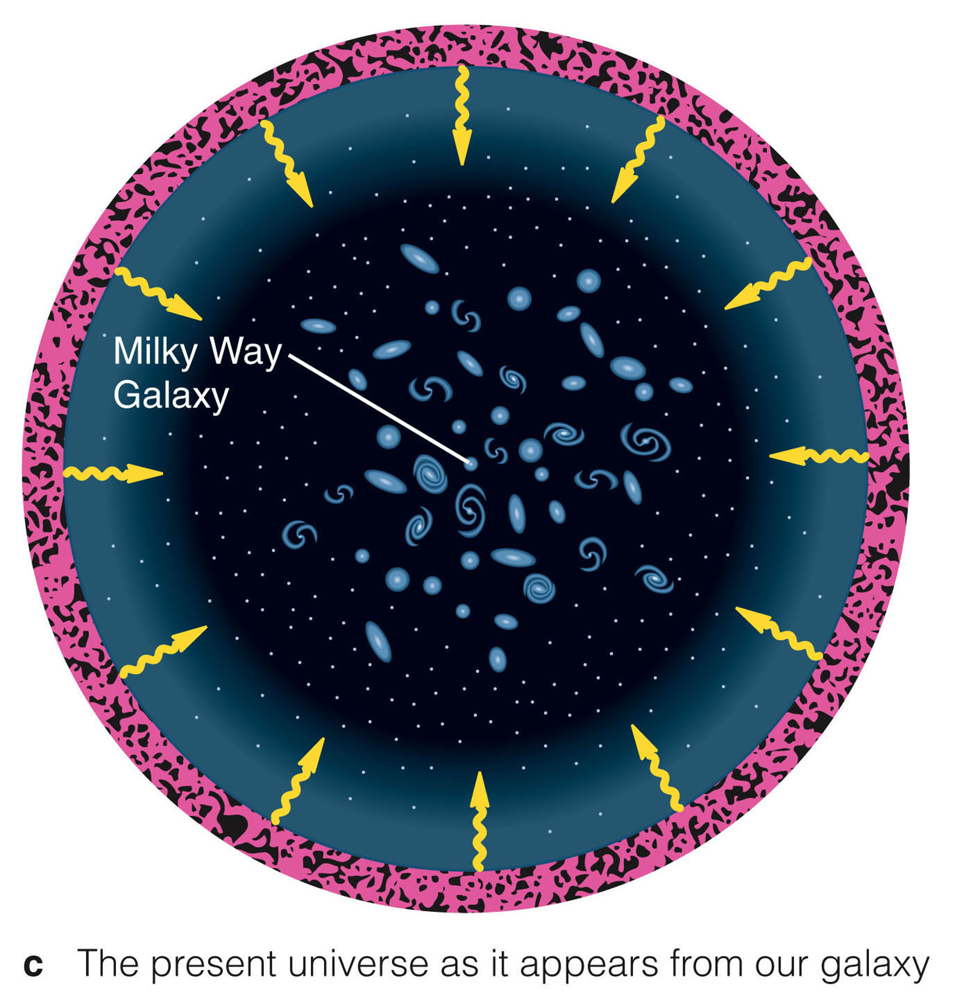 Milky Way
Galaxy
c The present universe as it appears from our galaxy